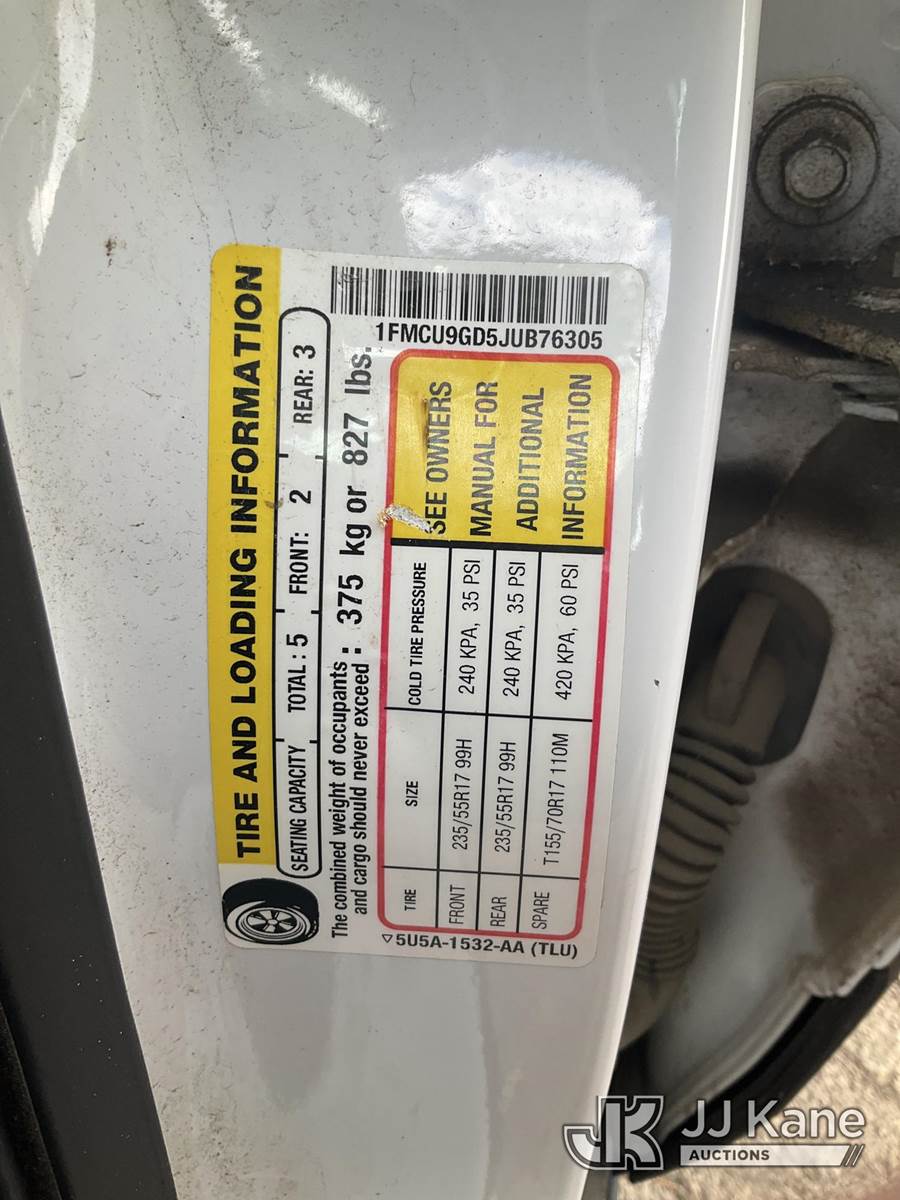 TIRE AND LOADING INFORMATION
SEATING CAPACITY TOTAL : 5 FRONT: 2 REAR: 3
The combined weight of occupants
and cargo should never exceed : 375 kg or 827 lbs.
TIRE SIZE COLD TIRE PRESSURE
FRONT 235/55R17 99H 240 KPA, 35 PSI
REAR 235/55R17 99H 240 KPA, 35 PSI
SPARE T155/70R17 110M 420 KPA, 60 PSI
SEE OWNERS
MANUAL FOR
ADDITIONAL
INFORMATION
1FMCU9GD5JUB76305
5U5A-1532-AA (TLU)
JK JJ Kane
AUCTIONS